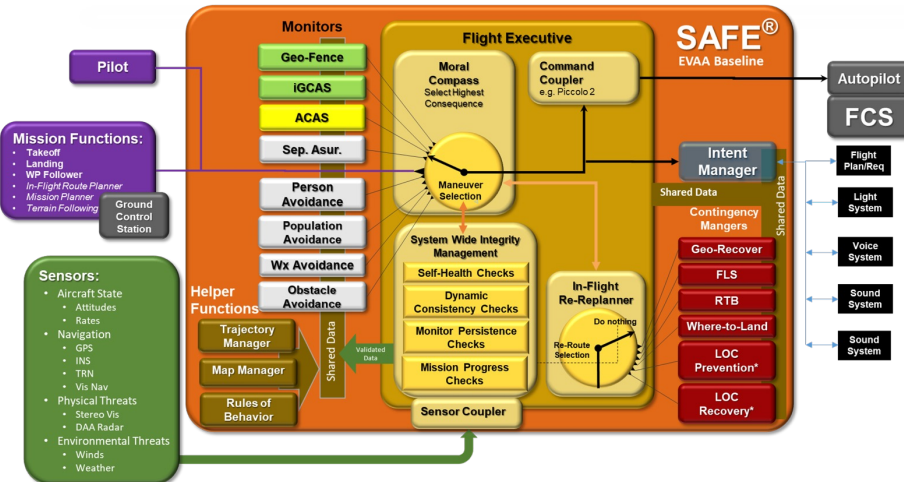 Monitors
Flight Executive
SAFE®
EVAA Baseline
Pilot
Mission Functions:
• Takeoff
• Landing
• WP Follower
• In-Flight Route Planner
• Mission Planner
• Terrain Following
Ground
Control
Station
Sensors:
• Aircraft State
• Attitudes
• Rates
• Navigation
• GPS
• INS
• TRN
• Vis Nav
• Physical Threats
• Stereo Vis
• DAA Radar
• Environmental Threats
• Winds
• Weather
Geo-Fence
iGCAS
ACAS
Sep. Asur.
Person
Avoidance
Population
Avoidance
Wx Avoidance
Obstacle
Avoidance
Helper
Functions
Trajectory
Manager
Map Manager
Rules of
Behavior
Shared Data
Validated
Data
Moral
Compass
Select Highest
Consequence
Maneuver
Selection
Command
Coupler
e.g. Piccolo 2
System Wide Integrity
Management
Self-Health Checks
Dynamic
Consistency Checks
Monitor Persistence
Checks
Mission Progress
Checks
Sensor Coupler
In-Flight
Re-Replanner
Do nothing
Re-Route
Selection
Intent
Manager
Shared Data
Shared Data
Contingency
Mangers
Geo-Recover
FLS
RTB
Where-to-Land
LOC
Prevention*
LOC
Recovery*
Autopilot
FCS
Flight
Plan/Req
Light
System
Voice
System
Sound
System
Sound
System